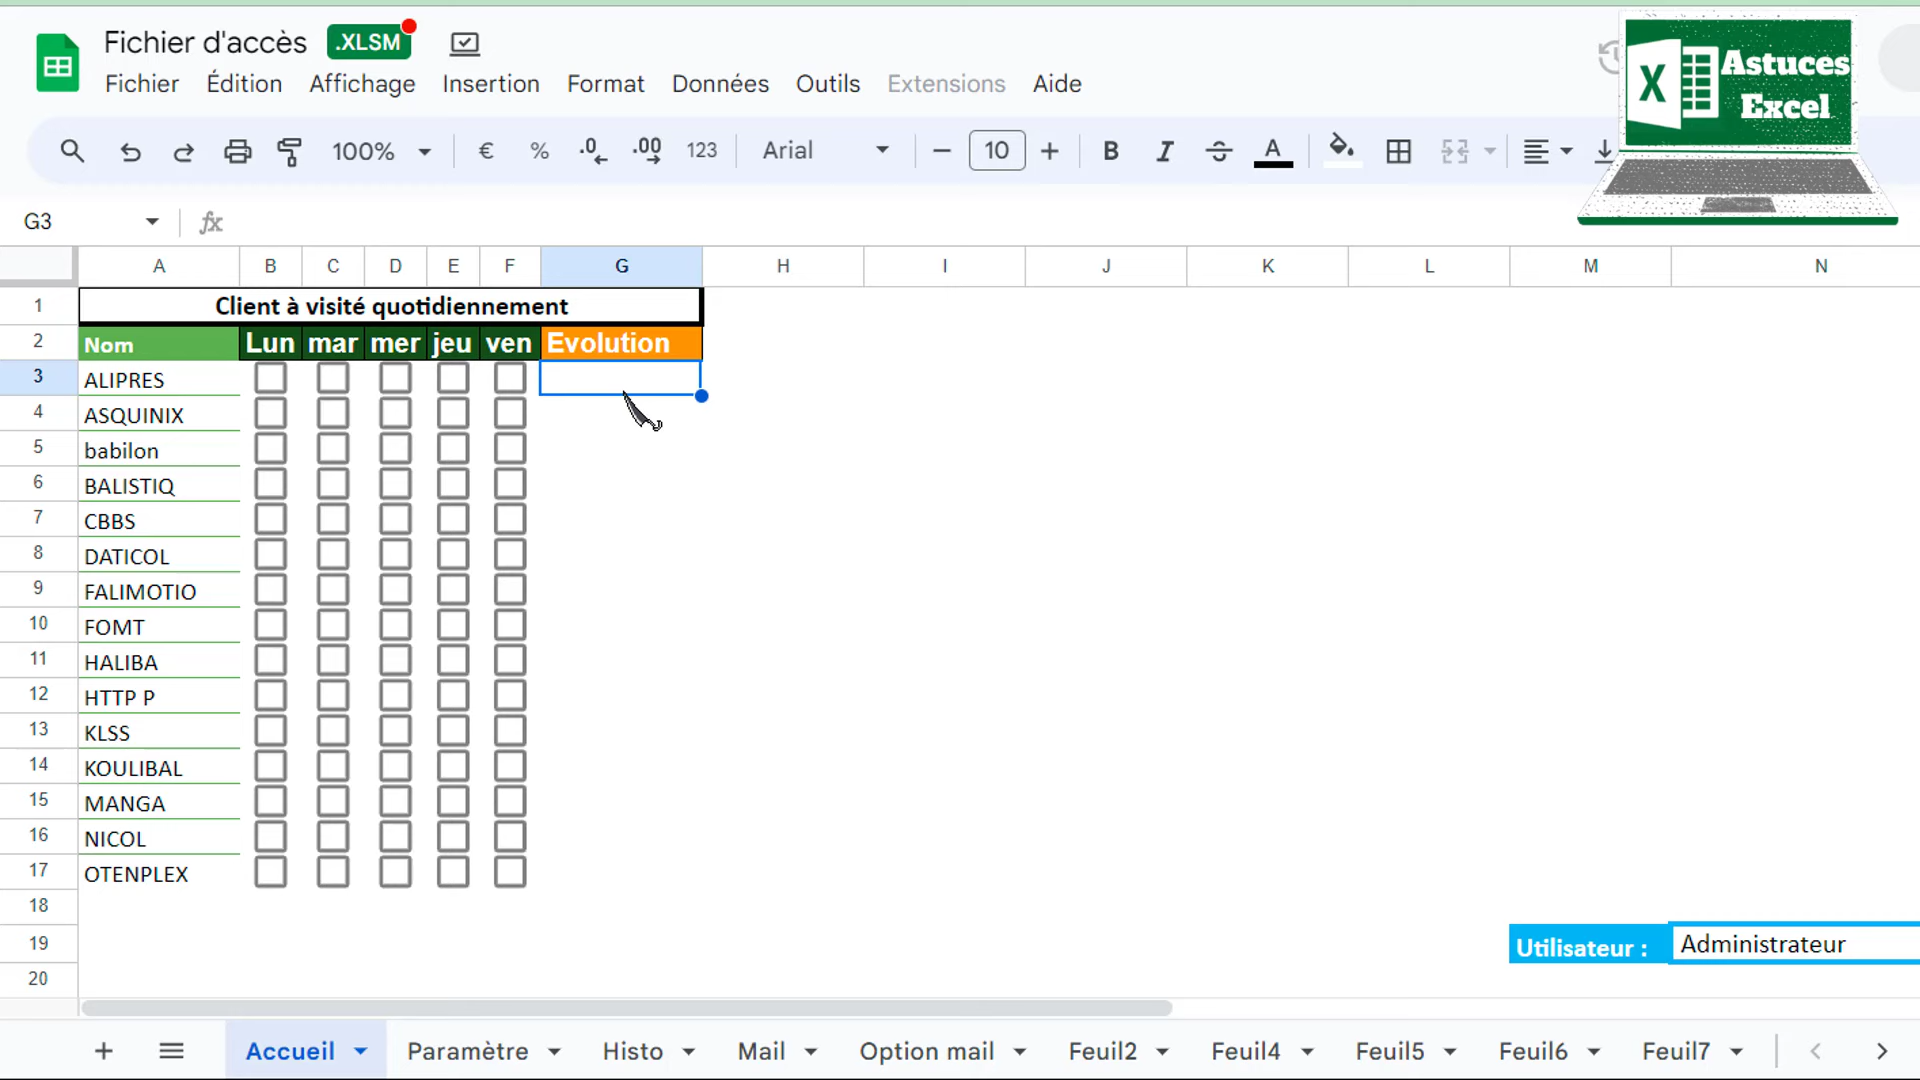 Fichier d'accès .XLSM
Fichier Édition Affichage Insertion Format Données Outils Extensions Aide
X Astuces
Excel
100% € % .0 .00 123 Arial 10 B I S A
G3 fx
A B C D E F G H I J K L M N
1 Client à visité quotidiennement
2 Nom Lun mar mer jeu ven Evolution
3 ALIPRES
4 ASQUINIX
5 babilon
6 BALISTIQ
7 CBBS
8 DATICOL
9 FALIMOTIO
10 FOMT
11 HALIBA
12 HTTP P
13 KLSS
14 KOULIBAL
15 MANGA
16 NICOL
17 OTENPLEX
18
19 Utilisateur : Administrateur
20
Accueil Paramètre Histo Mail Option mail Feuil2 Feuil4 Feuil5 Feuil6 Feuil7